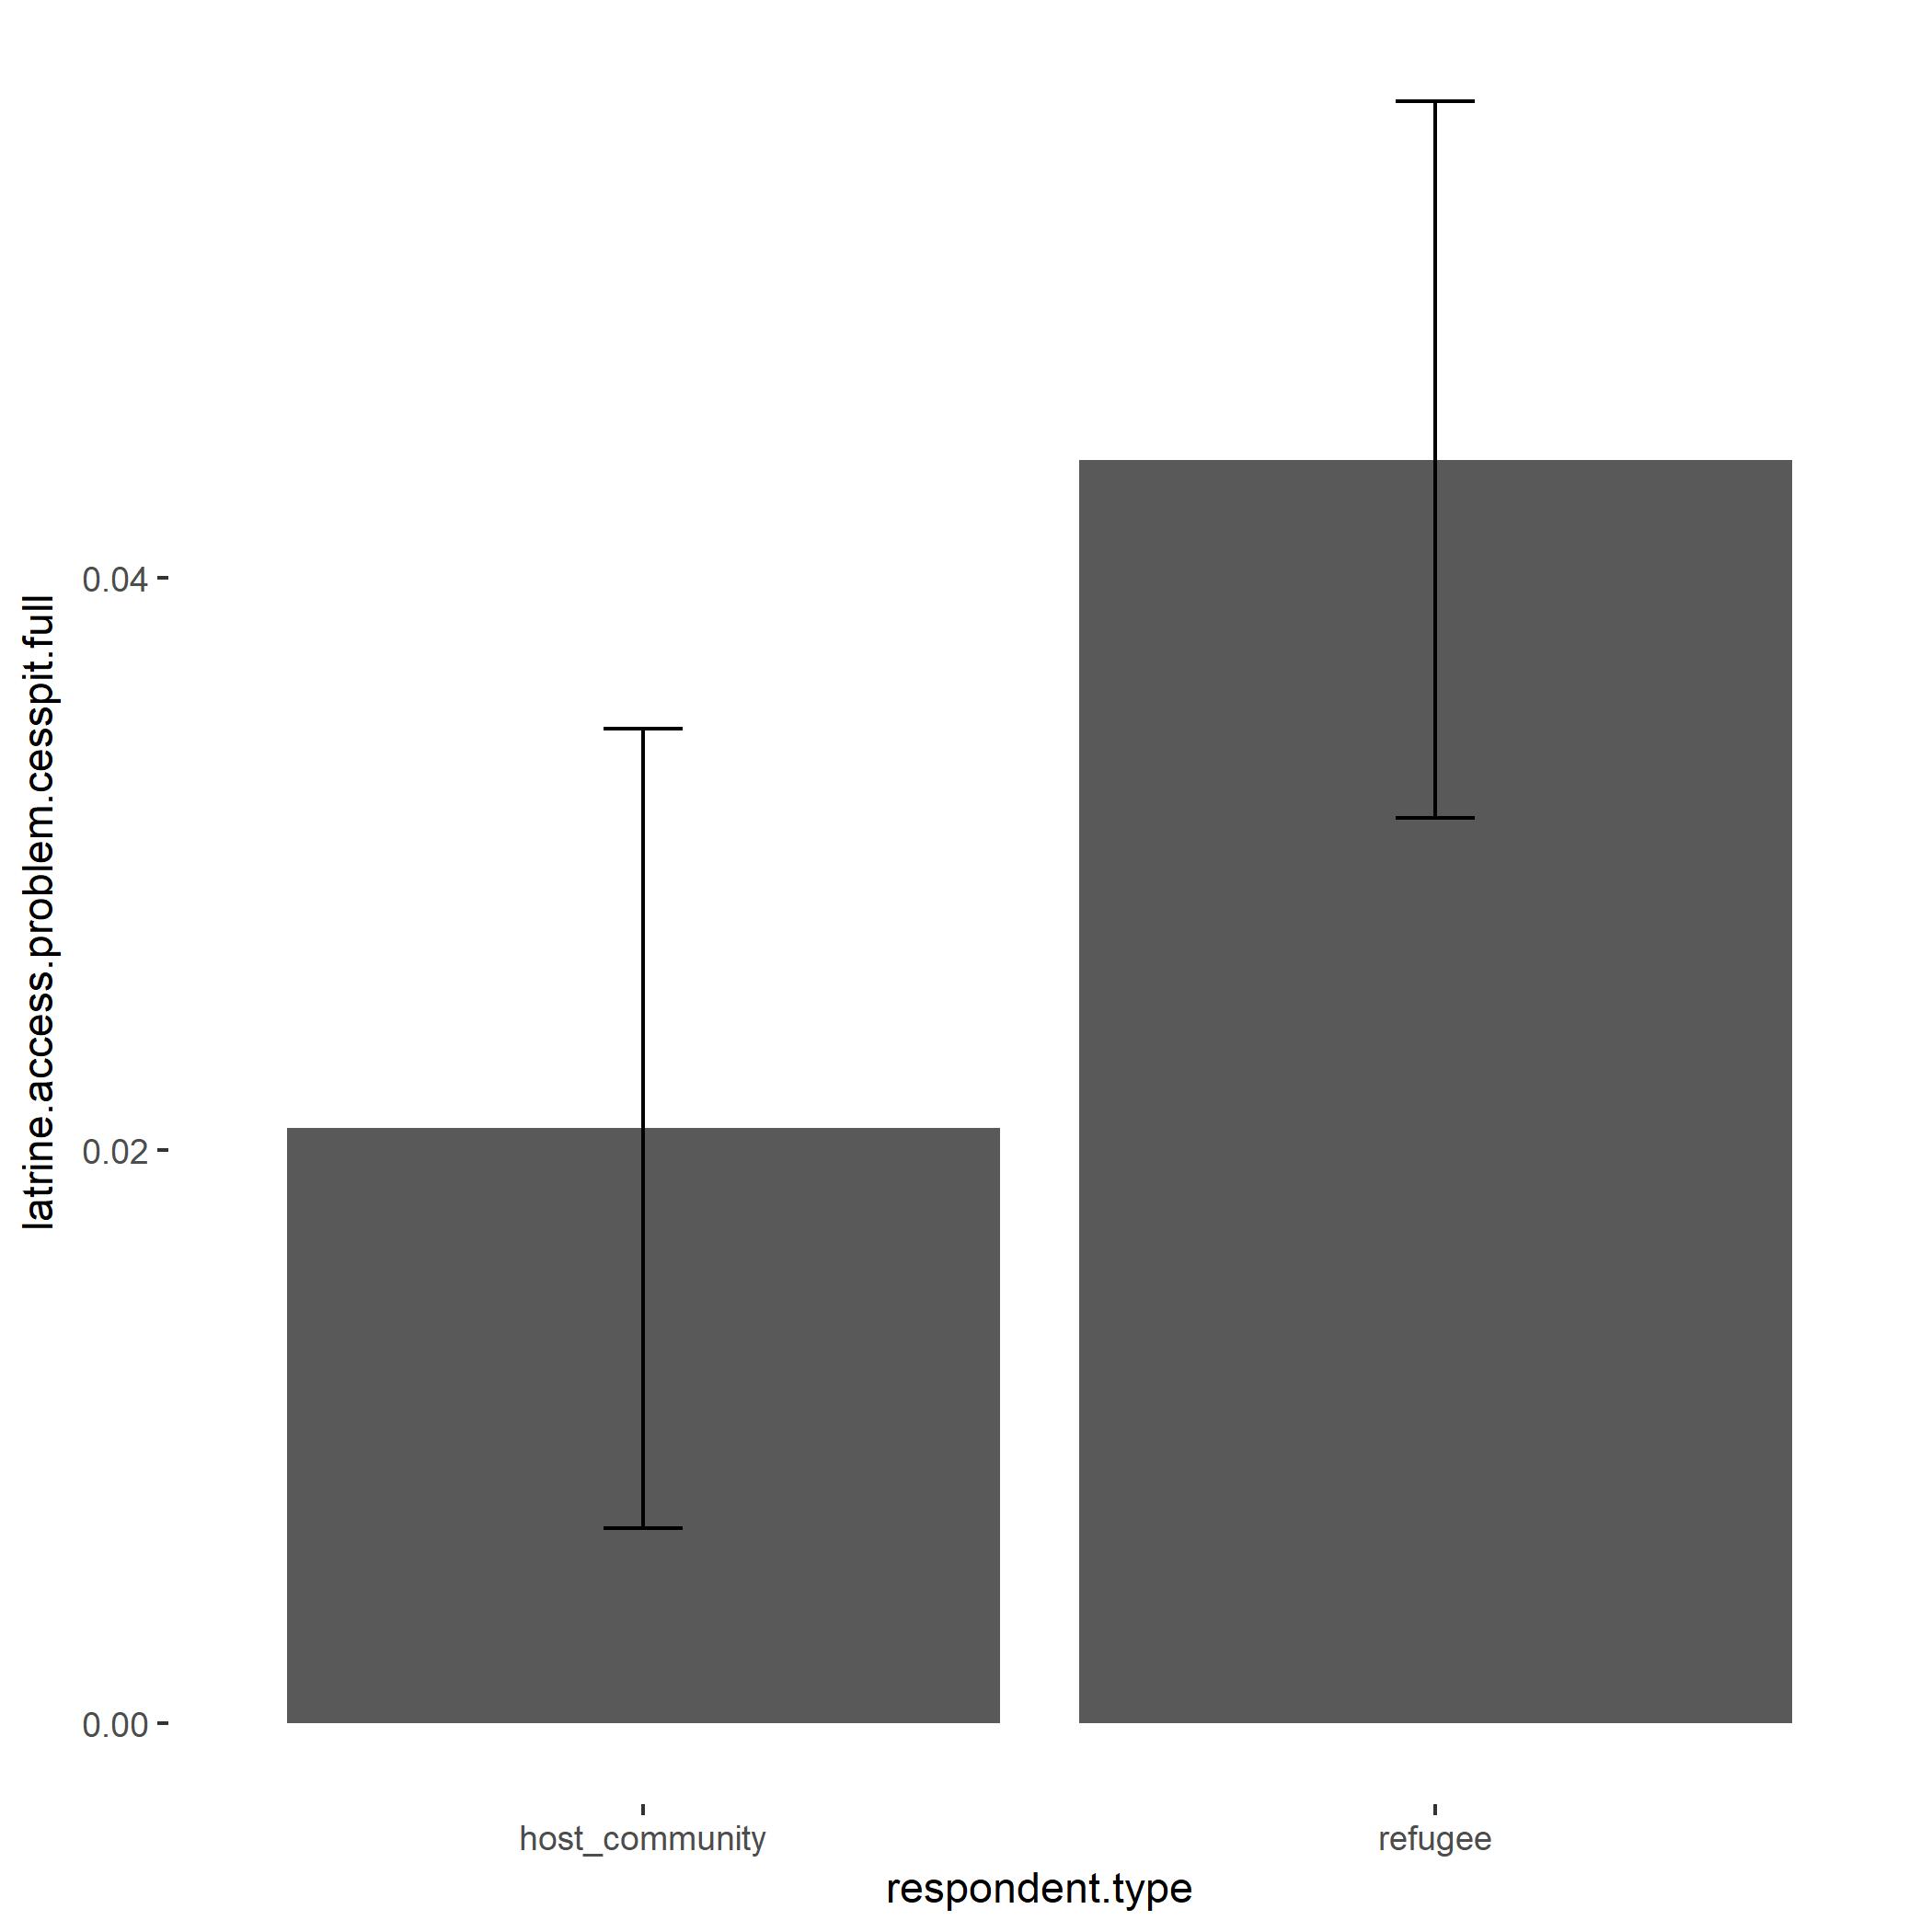 latrine.access.problem.cesspit.full
0.04
0.02
0.00
host_community
refugee
respondent.type